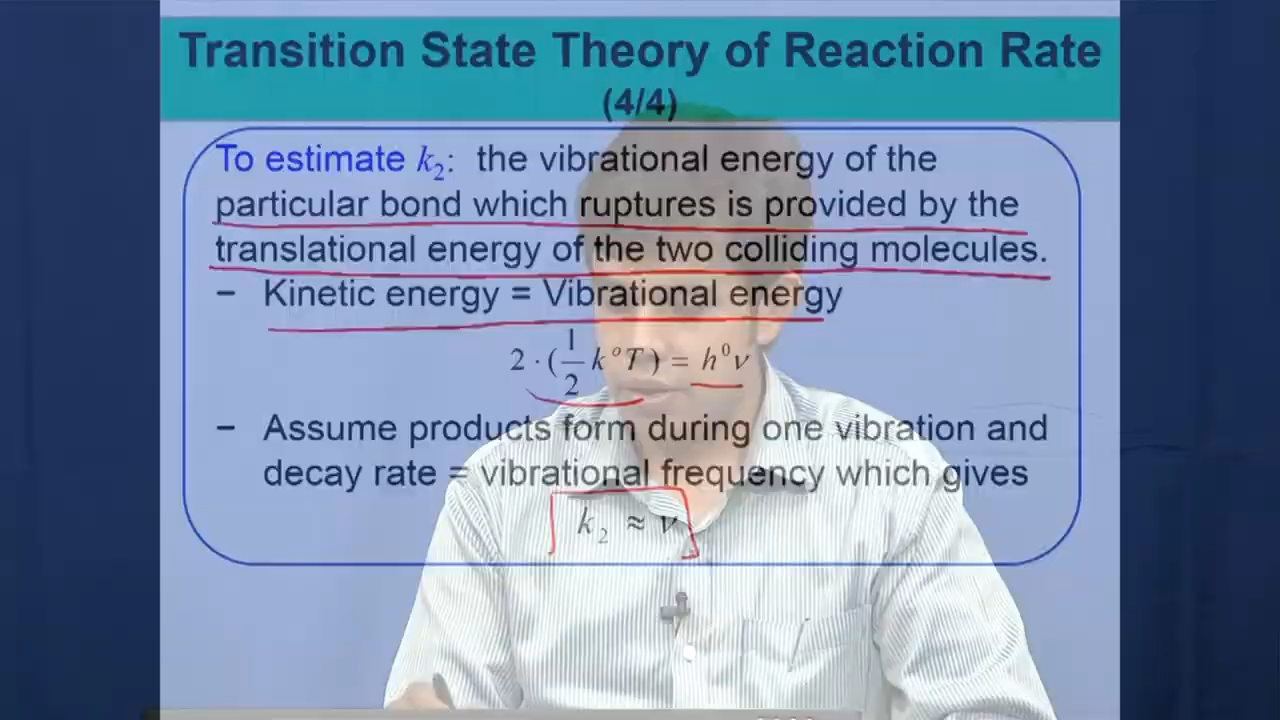 Transition State Theory of Reaction Rate
(4/4)
To estimate k₂: the vibrational energy of the
particular bond which ruptures is provided by the
translational energy of the two colliding molecules.
– Kinetic energy = Vibrational energy
2 · (1/2 k°T) = h⁰ν
– Assume products form during one vibration and
decay rate = vibrational frequency which gives
k₂ ≈ ν